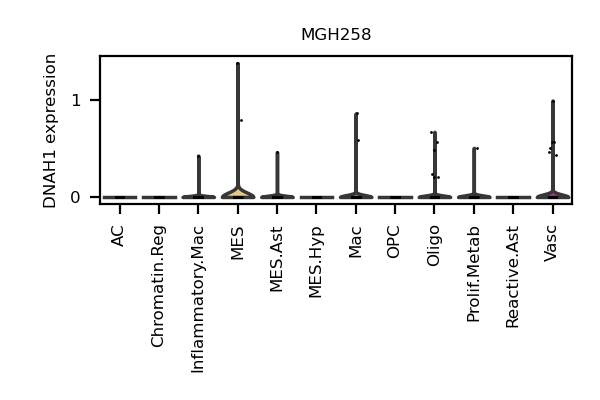 MGH258
DNAH1 expression
1
0
AC
Chromatin.Reg
Inflammatory.Mac
MES
MES.Ast
MES.Hyp
Mac
OPC
Oligo
Prolif.Metab
Reactive.Ast
Vasc